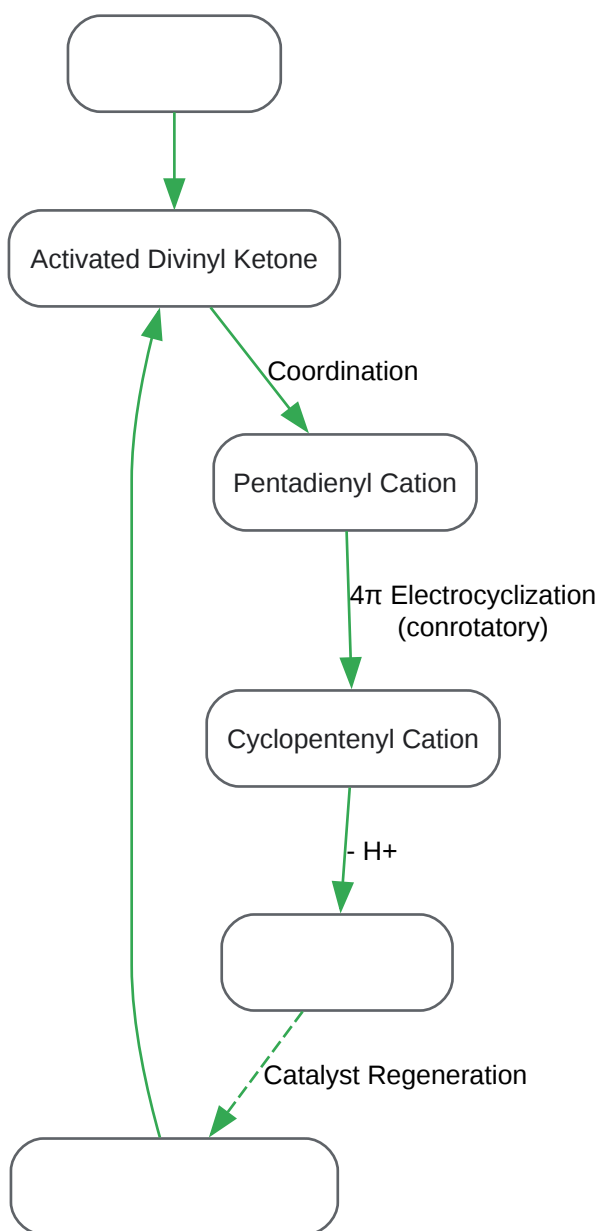 Activated Divinyl Ketone
Coordination
Pentadienyl Cation
4π Electrocyclization
(conrotatory)
Cyclopentenyl Cation
- H+
Catalyst Regeneration